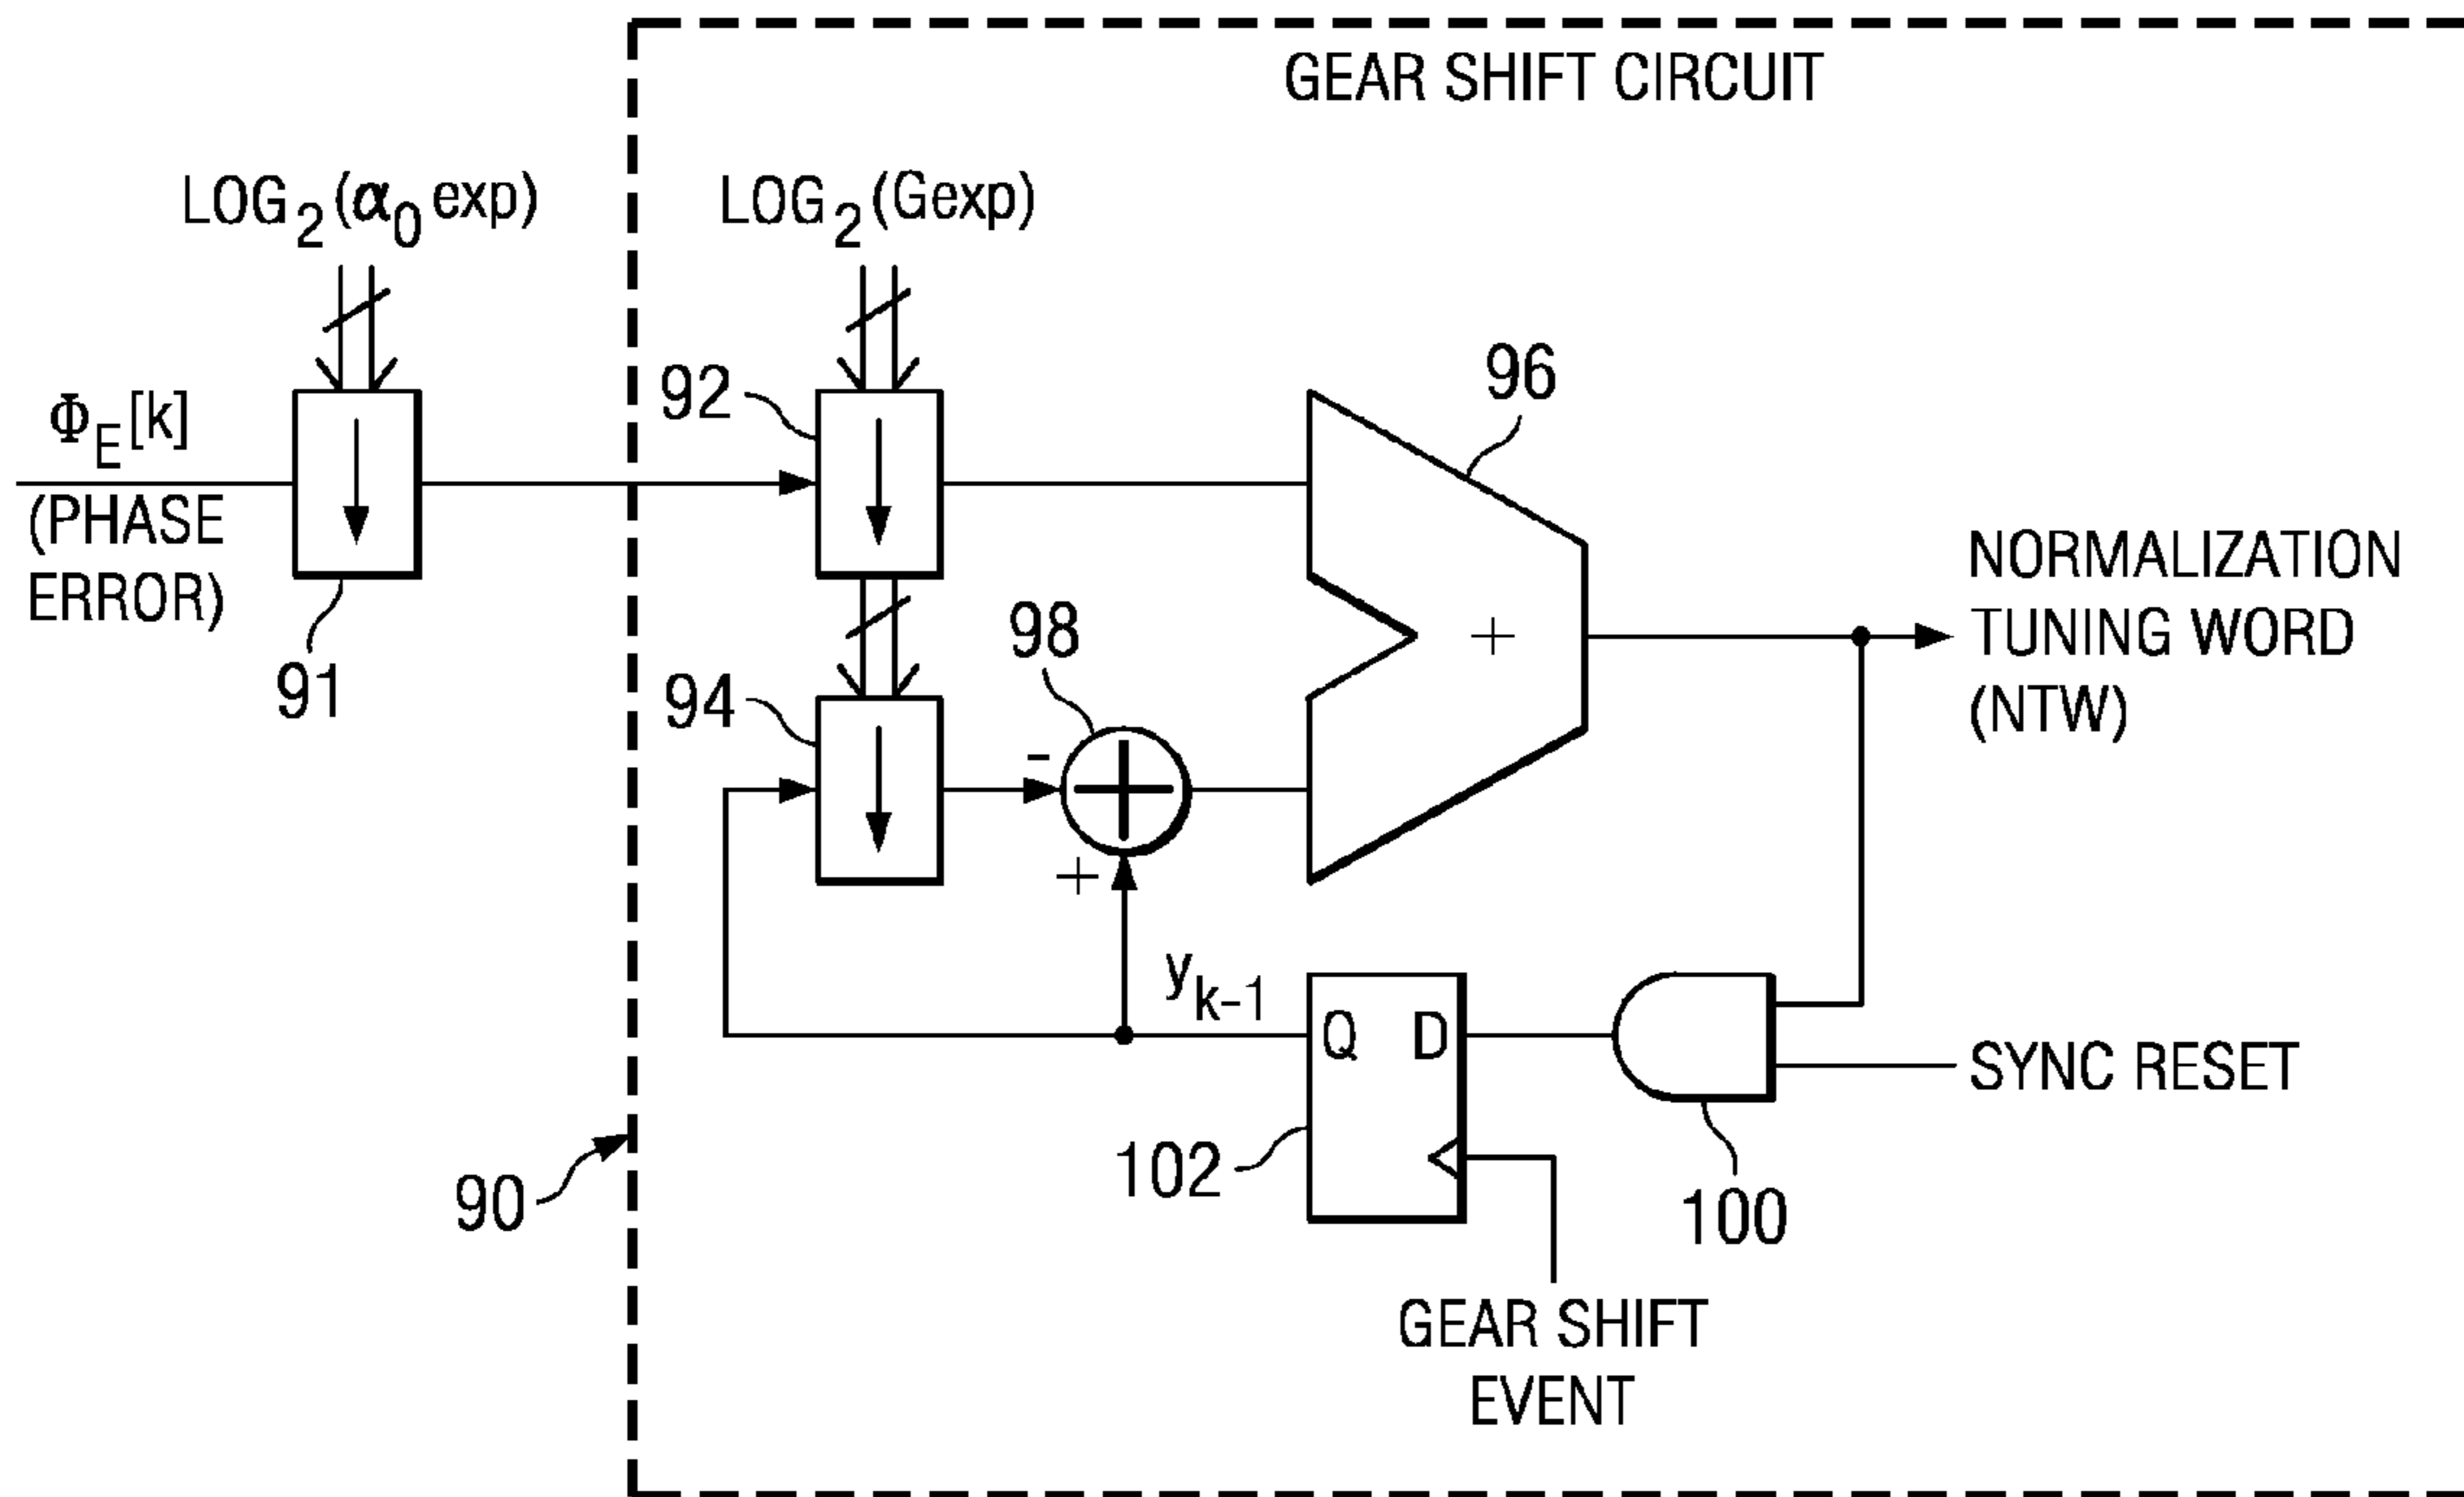 GEAR SHIFT CIRCUIT
LOG2(α0 exp)
LOG2(Gexp)
ΦE[k]
(PHASE
ERROR)
91
92
94
96
98
+
-
+
NORMALIZATION
TUNING WORD
(NTW)
yk-1
Q D
SYNC RESET
102
100
90
GEAR SHIFT
EVENT